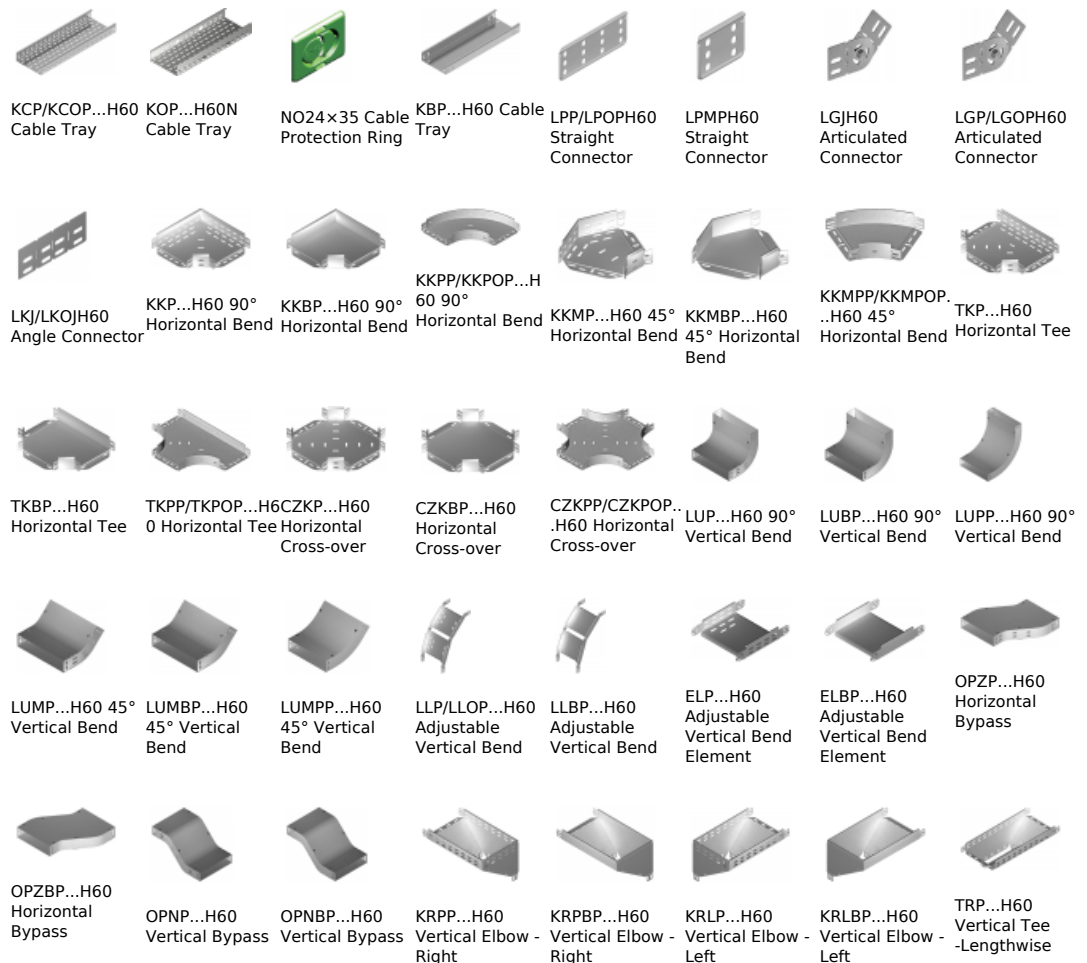 KCP/KCOP...H60
Cable Tray
KOP...H60N
Cable Tray
NO24×35 Cable
Protection Ring
KBP...H60 Cable
Tray
LPP/LPOPH60
Straight
Connector
LPMPH60
Straight
Connector
LGJH60
Articulated
Connector
LGP/LGOPH60
Articulated
Connector
LKJ/LKOJH60
Angle Connector
KKP...H60 90°
Horizontal Bend
KKBP...H60 90°
Horizontal Bend
KKPP/KKPOP...H
60 90°
Horizontal Bend
KKMP...H60 45°
Horizontal Bend
KKMBP...H60
45° Horizontal
Bend
KKMPP/KKMPOP.
..H60 45°
Horizontal Bend
TKP...H60
Horizontal Tee
TKBP...H60
Horizontal Tee
TKPP/TKPOP...H6
0 Horizontal Tee
CZKP...H60
Horizontal
Cross-over
CZKBP...H60
Horizontal
Cross-over
CZKPP/CZKPOP..
.H60 Horizontal
Cross-over
LUP...H60 90°
Vertical Bend
LUBP...H60 90°
Vertical Bend
LUPP...H60 90°
Vertical Bend
LUMP...H60 45°
Vertical Bend
LUMBP...H60
45° Vertical
Bend
LUMPP...H60
45° Vertical
Bend
LLP/LLOP...H60
Adjustable
Vertical Bend
LLBP...H60
Adjustable
Vertical Bend
ELP...H60
Adjustable
Vertical Bend
Element
ELBP...H60
Adjustable
Vertical Bend
Element
OPZP...H60
Horizontal
Bypass
OPZBP...H60
Horizontal
Bypass
OPNP...H60
Vertical Bypass
OPNBP...H60
Vertical Bypass
KRPP...H60
Vertical Elbow -
Right
KRPBP...H60
Vertical Elbow -
Right
KRLP...H60
Vertical Elbow -
Left
KRLBP...H60
Vertical Elbow -
Left
TRP...H60
Vertical Tee
-Lengthwise